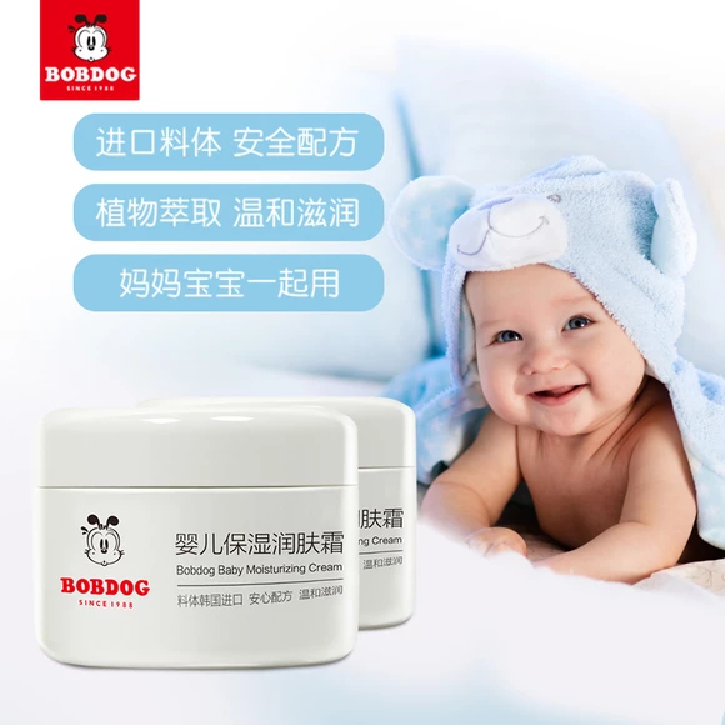 BOBDOG
SINCE 1988
进口料体 安全配方
植物萃取 温和滋润
妈妈宝宝一起用
婴儿保湿润肤霜
Bobdog Baby Moisturizing Cream
BOBDOG
SINCE 1988
料体韩国进口 安心配方 温和滋润
肤霜
ng Cream
温和滋润